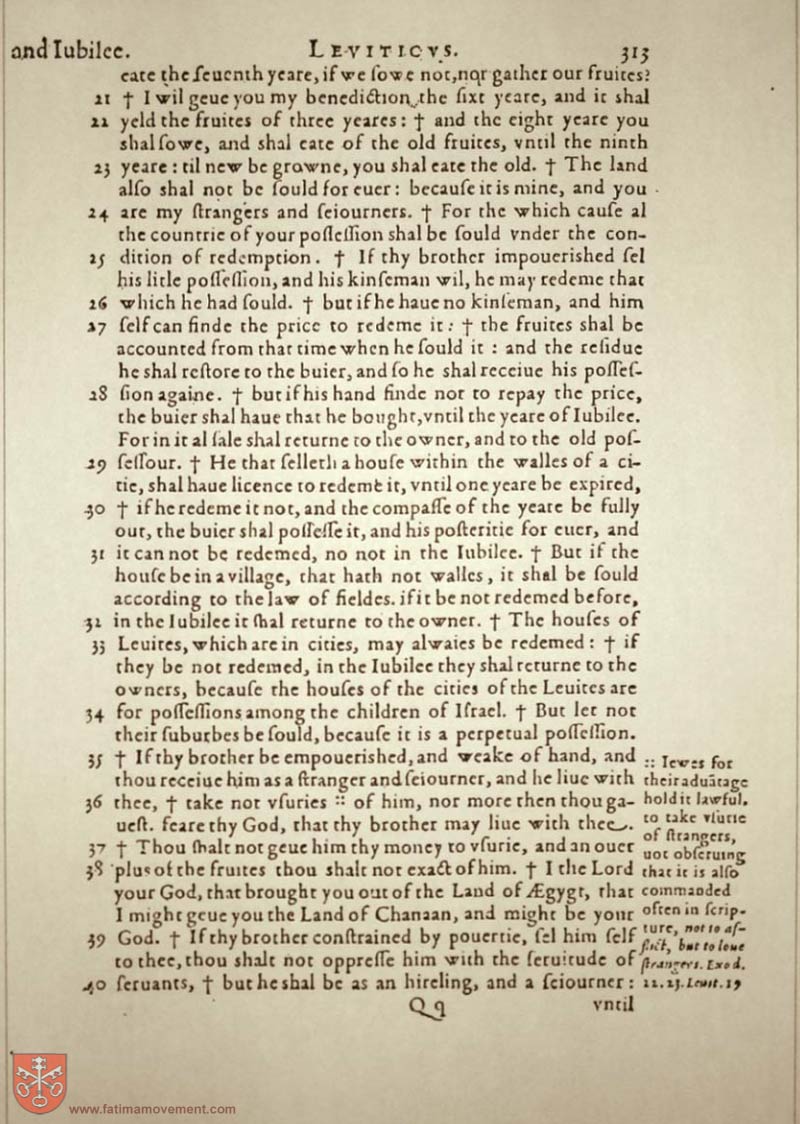 and Iubilee. LEVITICVS. 313
eate the ſeuenth yeare, if we ſowe not, nor gather our fruites?
21 † I wil geue you my benediction the ſixt yeare, and it shal
22 yeld the fruites of three yeares: † and the eight yeare you
shal ſowe, and shal eate of the old fruites, vntil the ninth
23 yeare: til new be growne, you shal eate the old. † The land
alſo shal not be ſould for euer: becauſe it is mine, and you
24 are my ſtrangers and ſeiourners. † For the which cauſe al
the countrie of your poſſeſſion shal be ſould vnder the con-
25 dition of redemption. † If thy brother impouerished ſel
his litle poſſeſſion, and his kinſeman wil, he may redeme that
26 which he had ſould. † but if he haue no kinſeman, and him
27 ſelf can finde the price to redeme it: † the fruites shal be
accounted from that time when he ſould it: and the reſidue
he shal reſtore to the buier, and ſo he shal receiue his poſſeſ-
28 ſion againe. † but if his hand finde not to repay the price,
the buier shal haue that he bought, vntil the yeare of Iubilee.
For in it al ſale shal returne to the owner, and to the old poſ-
29 ſeſſour. † He that ſelleth a houſe within the walles of a ci-
tie, shal haue licence to redeme it, vntil one yeare be expired,
30 † if he redeme it not, and the compaſſe of the yeare be fully
out, the buier shal poſſeſſe it, and his poſteritie for euer, and
31 it can not be redemed, no not in the Iubilee. † But if the
houſe be in a village, that hath not walles, it shal be ſould
according to the law of fieldes. if it be not redemed before,
32 in the Iubilee it shal returne to the owner. † The houſes of
33 Leuites, which are in cities, may alwaies be redemed: † if
they be not redemed, in the Iubilee they shal returne to the
owners, becauſe the houſes of the cities of the Leuites are
34 for poſſeſſions among the children of Iſrael. † But let not
their ſuburbes be ſould, becauſe it is a perpetual poſſeſſion.
35 † If thy brother be empouerished, and weake of hand, and
thou receiue him as a ſtranger and ſeiourner, and he liue with
36 thee, † take not vſuries :: of him, nor more then thou ga-
ueſt. feare thy God, that thy brother may liue with thee.
37 † Thou shalt not geue him thy money to vſurie, and an ouer
38 plus of the fruites thou shalt not exact of him. † I the Lord
your God, that brought you out of the Land of Ægypt, that
I might geue you the Land of Chanaan, and might be your
39 God. † If thy brother conſtrained by pouertie, ſel him ſelf
to thee, thou shalt not oppreſſe him with the ſeruitude of
40 ſeruants, † but he shal be as an hireling, and a ſeiourner:
:: Iewes for
their aduātage
hold it lawful,
to take vſurie
of ſtrangers,
not obſeruing
that it is alſo
commanded
often in ſcrip-
ture, not to af-
flict, but to loue
ſtrangers. Exod.
22. 23. Leuit. 19
Qq vntil
www.fatimamovement.com